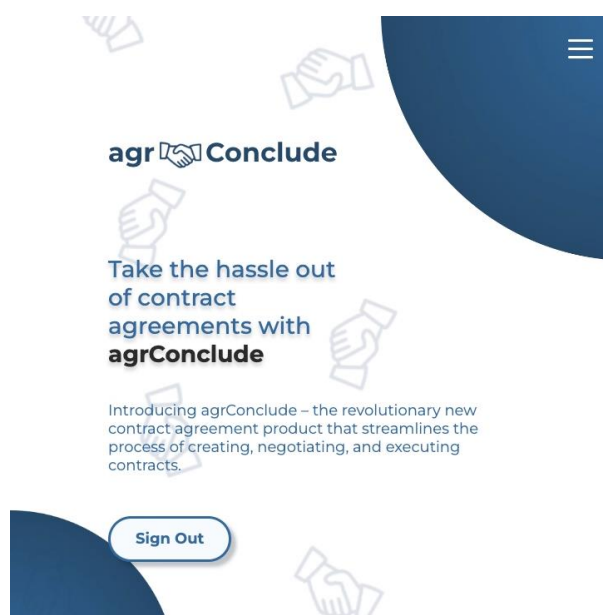 agr Conclude
Take the hassle out
of contract
agreements with
agrConclude
Introducing agrConclude – the revolutionary new
contract agreement product that streamlines the
process of creating, negotiating, and executing
contracts.
Sign Out